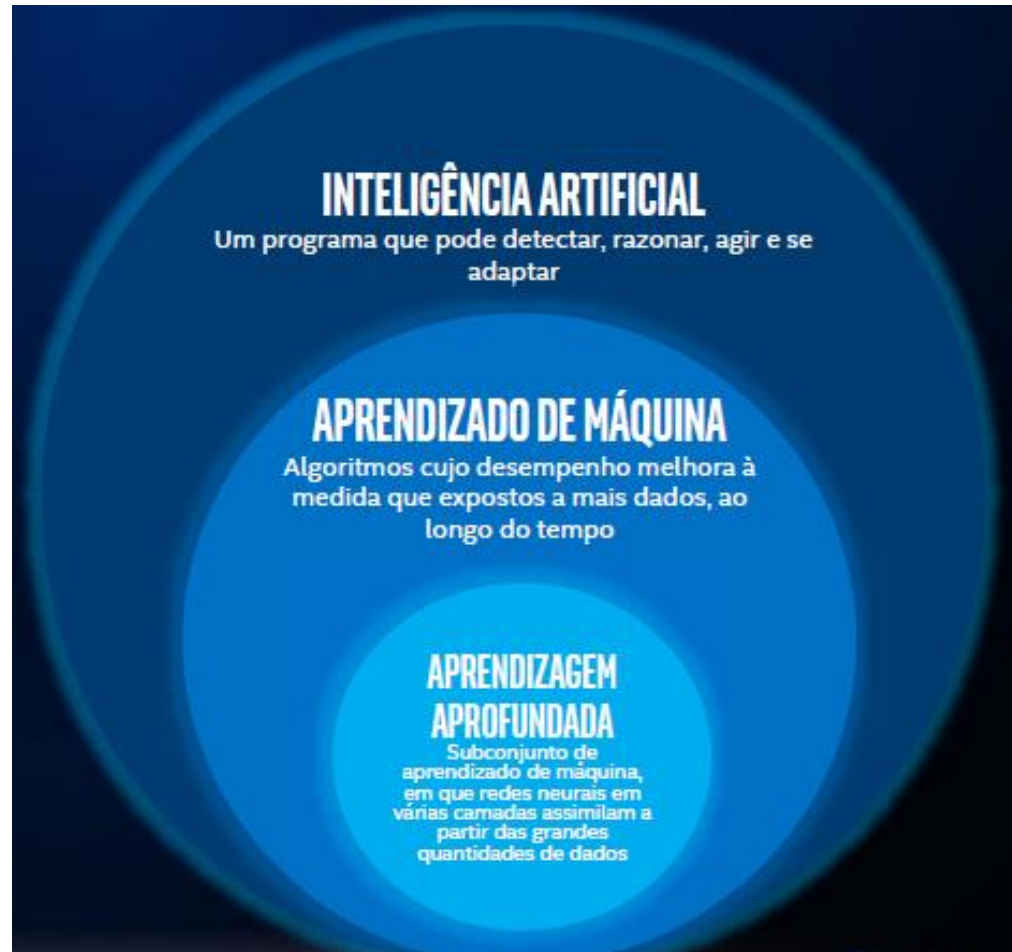 INTELIGÊNCIA ARTIFICIAL
Um programa que pode detectar, razonar, agir e se
adaptar
APRENDIZADO DE MÁQUINA
Algoritmos cujo desempenho melhora à
medida que expostos a mais dados, ao
longo do tempo
APRENDIZAGEM
APROFUNDADA
Subconjunto de
aprendizado de máquina,
em que redes neurais em
várias camadas assimilam a
partir das grandes
quantidades de dados